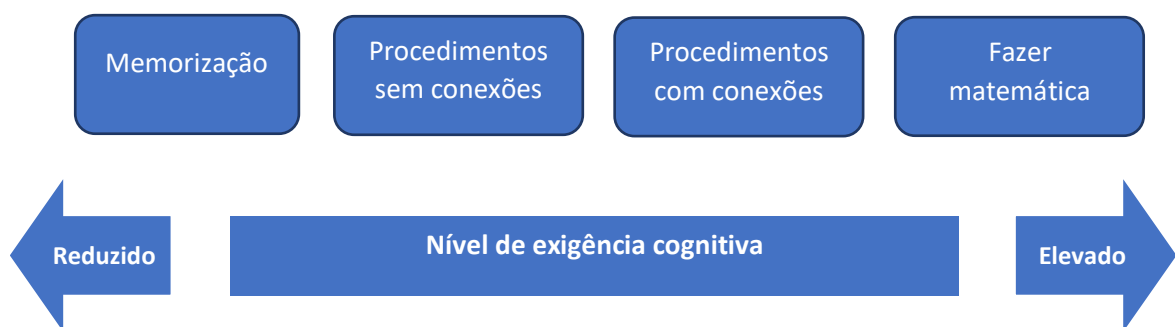 Memorização
Procedimentos
sem conexões
Procedimentos
com conexões
Fazer
matemática
Reduzido
Nível de exigência cognitiva
Elevado